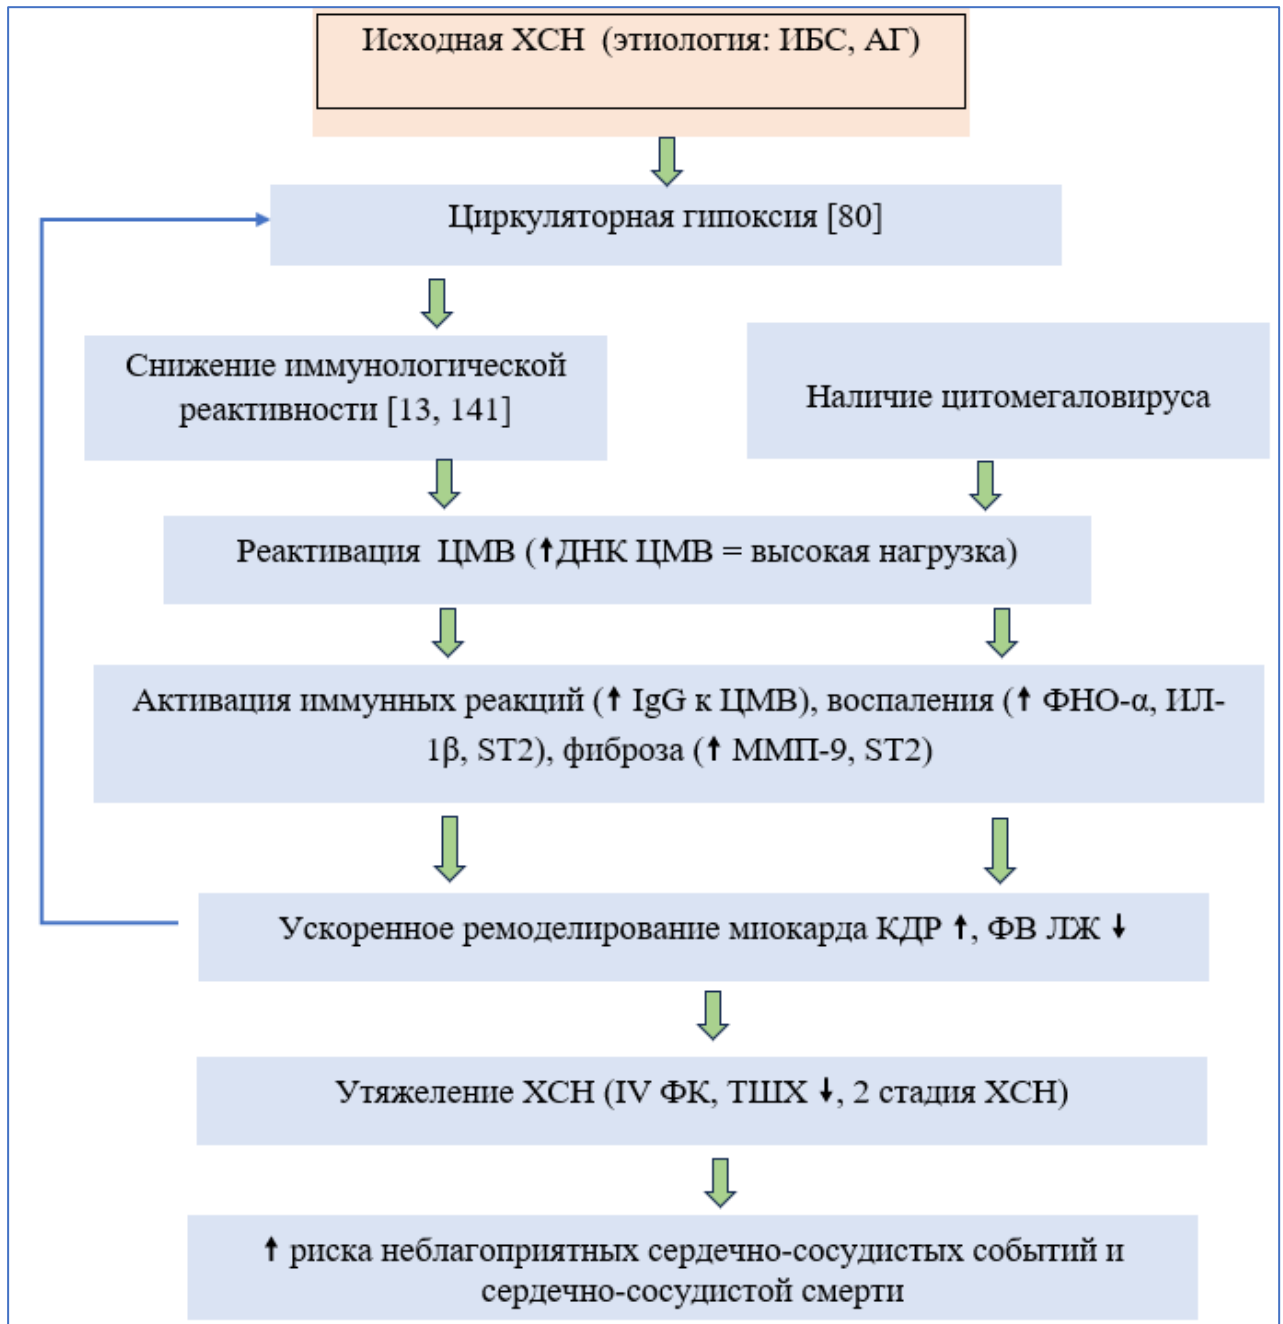 Исходная ХСН (этиология: ИБС, АГ)
Циркуляторная гипоксия [80]
Снижение иммунологической
реактивности [13, 141]
Наличие цитомегаловируса
Реактивация ЦМВ (↑ДНК ЦМВ = высокая нагрузка)
Активация иммунных реакций (↑ IgG к ЦМВ), воспаления (↑ ФНО-α, ИЛ-
1β, ST2), фиброза (↑ ММП-9, ST2)
Ускоренное ремоделирование миокарда КДР ↑, ФВ ЛЖ ↓
Утяжеление ХСН (IV ФК, ТШХ ↓, 2 стадия ХСН)
↑ риска неблагоприятных сердечно-сосудистых событий и
сердечно-сосудистой смерти